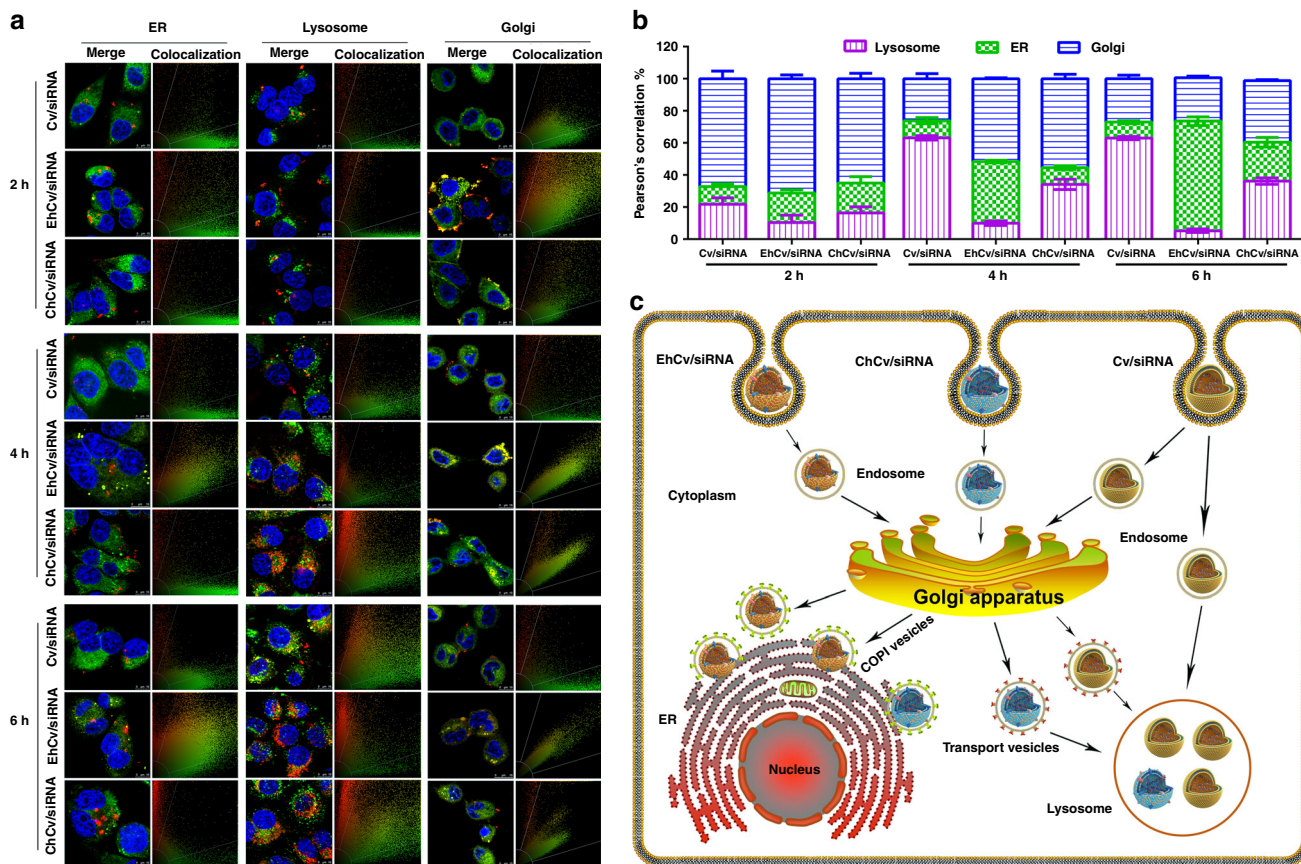 a
ER
Lysosome
Golgi
Merge Colocalization
Merge Colocalization
Merge Colocalization
2 h
Cv/siRNA
EhCv/siRNA
ChCv/siRNA
4 h
Cv/siRNA
EhCv/siRNA
ChCv/siRNA
6 h
Cv/siRNA
EhCv/siRNA
ChCv/siRNA
b
Lysosome ER Golgi
Pearson's correlation %
120
100
80
60
40
20
0
Cv/siRNA EhCv/siRNA ChCv/siRNA Cv/siRNA EhCv/siRNA ChCv/siRNA Cv/siRNA EhCv/siRNA ChCv/siRNA
2 h 4 h 6 h
c
EhCv/siRNA
ChCv/siRNA
Cv/siRNA
Endosome
Cytoplasm
Endosome
Golgi apparatus
COPI vesicles
ER
Transport vesicles
Nucleus
Lysosome